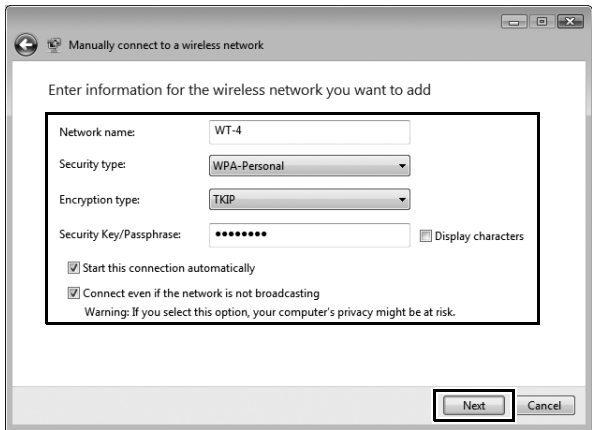 Manually connect to a wireless network
Enter information for the wireless network you want to add
Network name: WT-4
Security type: WPA-Personal
Encryption type: TKIP
Security Key/Passphrase: •••••••• Display characters
Start this connection automatically
Connect even if the network is not broadcasting
Warning: If you select this option, your computer's privacy might be at risk.
Next Cancel